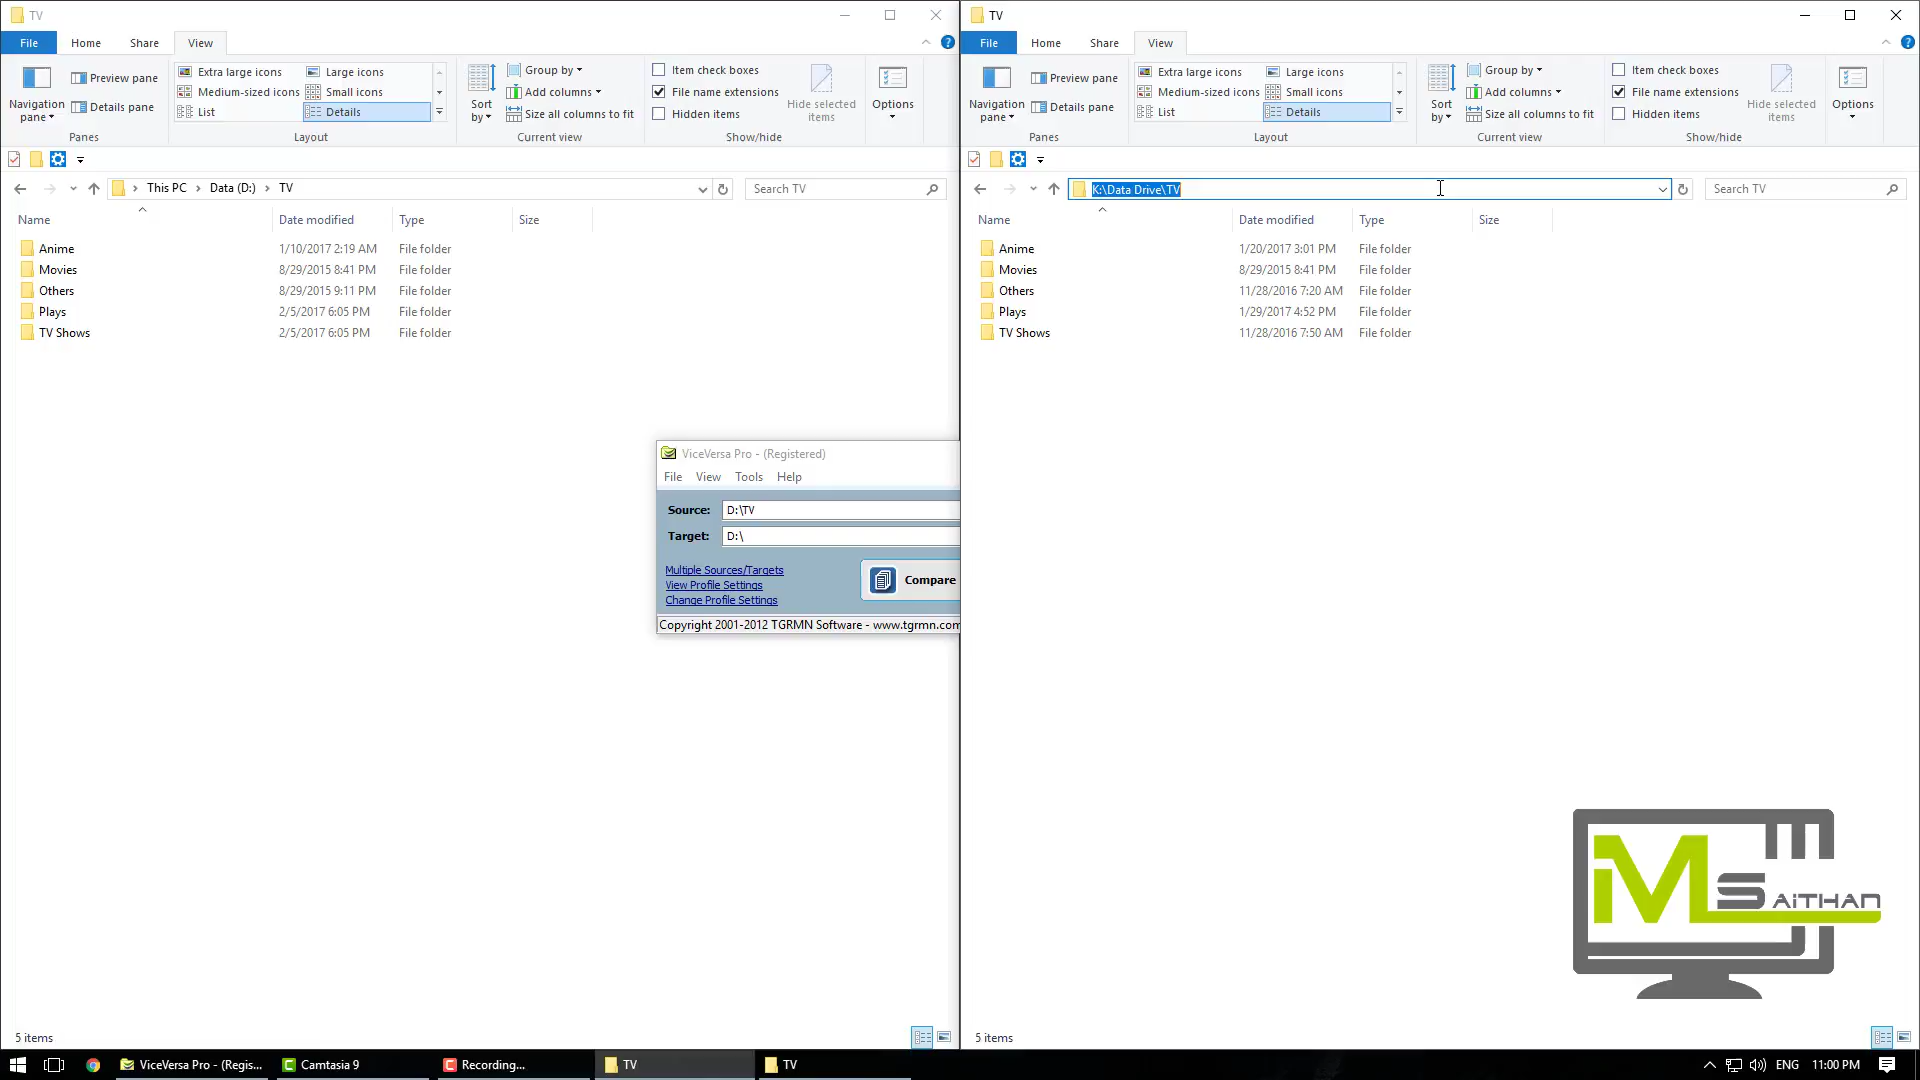 TV
File Home Share View
Navigation pane
Preview pane
Details pane
Panes
Extra large icons
Large icons
Medium-sized icons
Small icons
List
Details
Layout
Sort by
Group by
Add columns
Size all columns to fit
Current view
Item check boxes
File name extensions
Hidden items
Hide selected items
Show/hide
Options
This PC Data (D:) TV
Search TV
Name Date modified Type Size
Anime 1/10/2017 2:19 AM File folder
Movies 8/29/2015 8:41 PM File folder
Others 8/29/2015 9:11 PM File folder
Plays 2/5/2017 6:05 PM File folder
TV Shows 2/5/2017 6:05 PM File folder
ViceVersa Pro - (Registered)
File View Tools Help
Source: D:\TV
Target: D:\
Multiple Sources/Targets
View Profile Settings
Change Profile Settings
Compare
Copyright 2001-2012 TGRMN Software - www.tgrmn.com
5 items
TV
File Home Share View
Navigation pane
Preview pane
Details pane
Panes
Extra large icons
Large icons
Medium-sized icons
Small icons
List
Details
Layout
Sort by
Group by
Add columns
Size all columns to fit
Current view
Item check boxes
File name extensions
Hidden items
Hide selected items
Show/hide
Options
K:\Data Drive\TV
Search TV
Name Date modified Type Size
Anime 1/20/2017 3:01 PM File folder
Movies 8/29/2015 8:41 PM File folder
Others 11/28/2016 7:20 AM File folder
Plays 1/29/2017 4:52 PM File folder
TV Shows 11/28/2016 7:50 AM File folder
MSAiTHAN
5 items
ViceVersa Pro - (Regis...
Camtasia 9
Recording...
TV
TV
ENG
11:00 PM